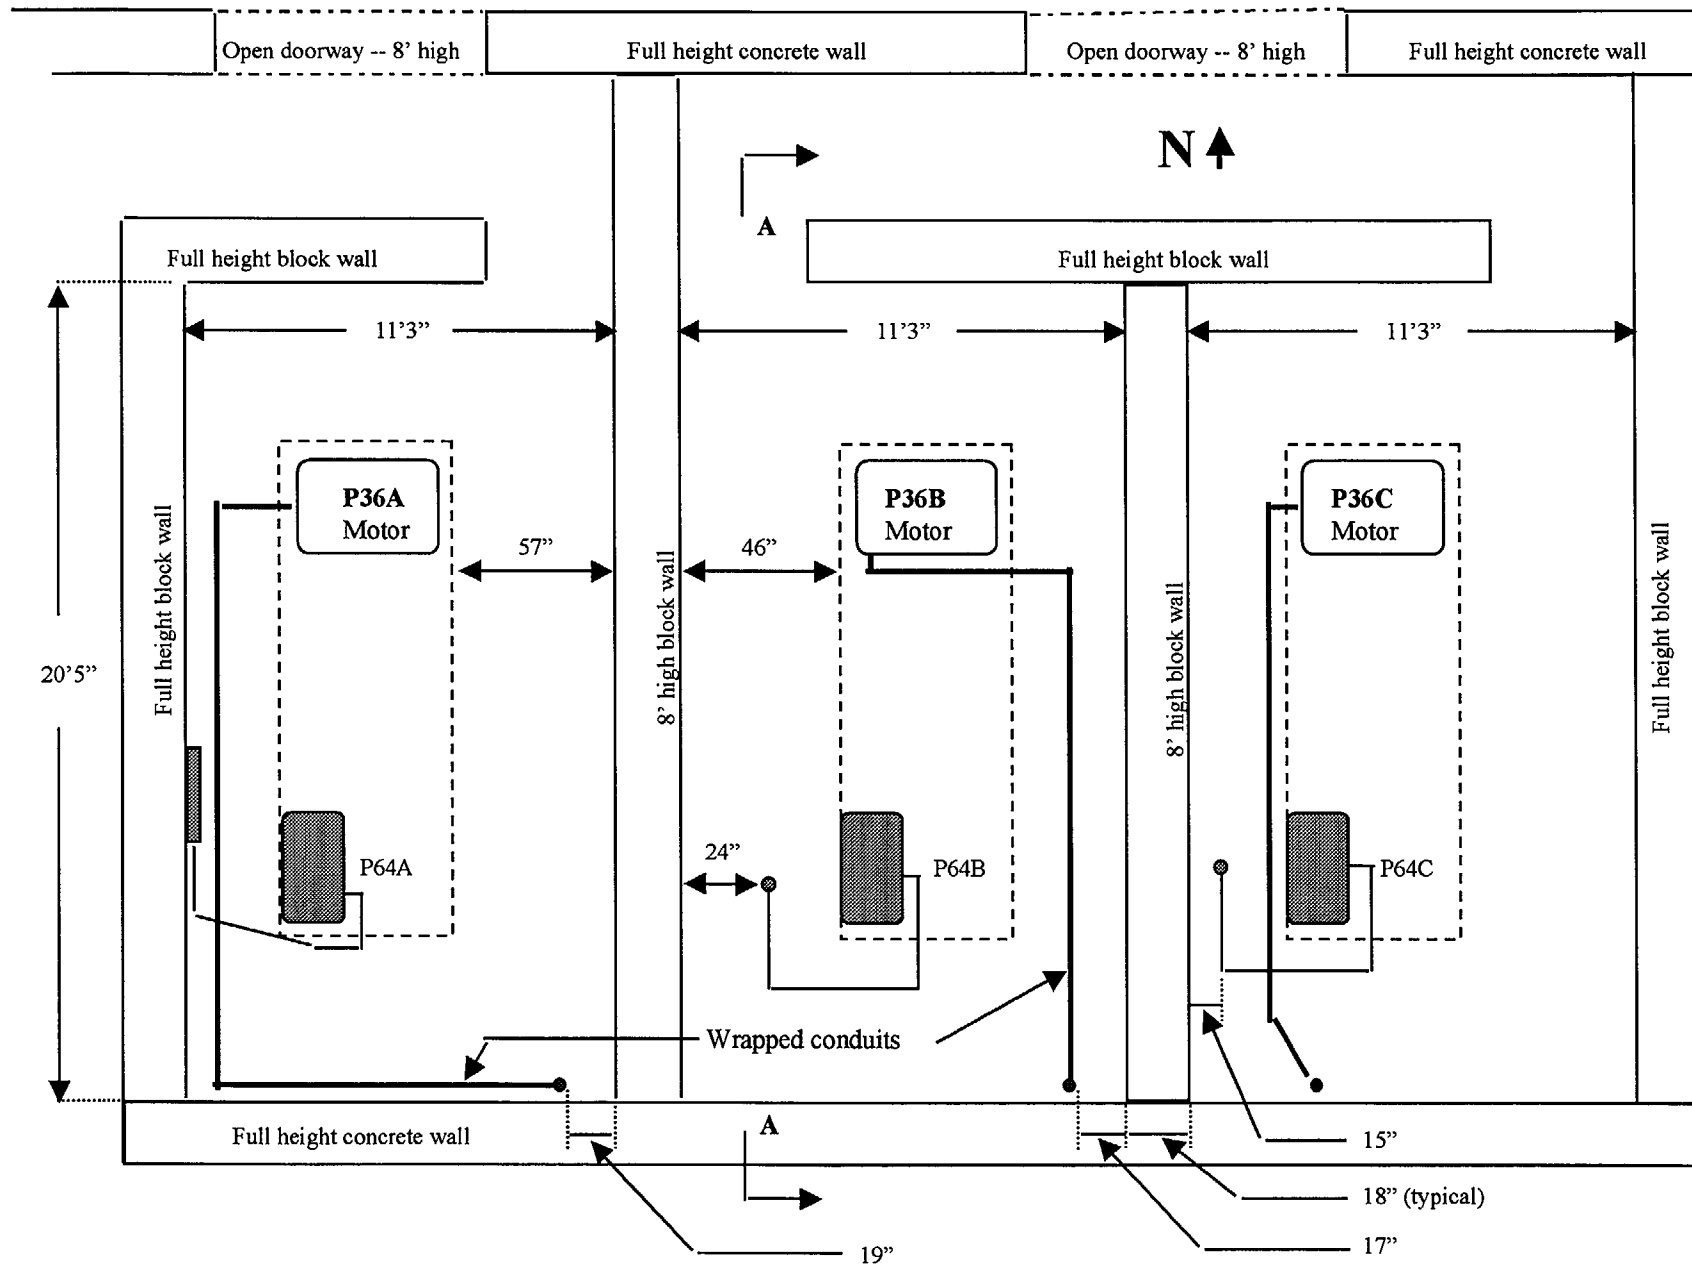 Open doorway -- 8’ high
Full height concrete wall
Open doorway -- 8’ high
Full height concrete wall
N
A
Full height block wall
Full height block wall
11’3”
11’3”
11’3”
P36A
Motor
P36B
Motor
P36C
Motor
57”
46”
Full height block wall
8’ high block wall
8’ high block wall
Full height block wall
20’5”
24”
P64A
P64B
P64C
Wrapped conduits
Full height concrete wall
A
15”
18” (typical)
17”
19”